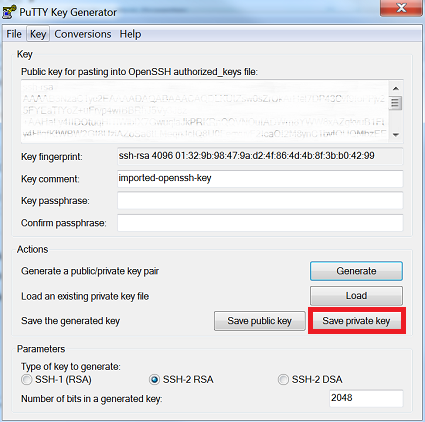 PuTTY Key Generator
File Key Conversions Help
Key
Public key for pasting into OpenSSH authorized_keys file:
Key fingerprint: ssh-rsa 4096 01:32:9b:98:47:9a:d2:4f:86:4d:4b:8f:3b:b0:42:99
Key comment: imported-openssh-key
Key passphrase:
Confirm passphrase:
Actions
Generate a public/private key pair Generate
Load an existing private key file Load
Save the generated key Save public key Save private key
Parameters
Type of key to generate:
SSH-1 (RSA) SSH-2 RSA SSH-2 DSA
Number of bits in a generated key: 2048